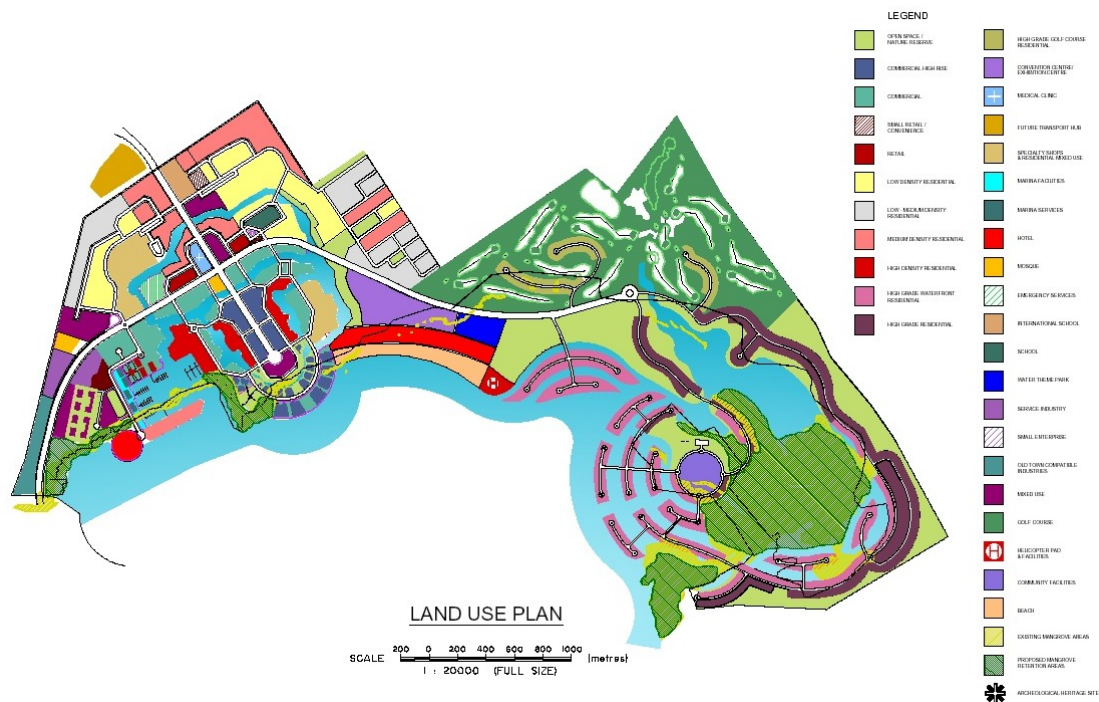 LEGEND
OPEN SPACE /
NATURE RESERVE
COMMERCIAL HIGH RISE
COMMERCIAL
SMALL RETAIL /
CONVENIENCE
RETAIL
LOW DENSITY RESIDENTIAL
LOW - MEDIUM DENSITY
RESIDENTIAL
MEDIUM DENSITY RESIDENTIAL
HIGH DENSITY RESIDENTIAL
HIGH GRADE WATERFRONT
RESIDENTIAL
HIGH GRADE RESIDENTIAL
HIGH GRADE GOLF COURSE
RESIDENTIAL
CONVENTION CENTRE/
EXHIBITION CENTRE
MEDICAL CLINIC
FUTURE TRANSPORT HUB
SPECIALTY SHOPS
& RESIDENTIAL MIXED USE
MARINA FACILITIES
MARINA SERVICES
HOTEL
MOSQUE
EMERGENCY SERVICES
INTERNATIONAL SCHOOL
SCHOOL
WATER THEME PARK
SERVICE INDUSTRY
SMALL ENTERPRISE
OLD TOWN COMPATIBLE
INDUSTRIES
MIXED USE
GOLF COURSE
H
HELICOPTER PAD
& FACILITIES
COMMUNITY FACILITIES
BEACH
EXISTING MANGROVE AREAS
PROPOSED MANGROVE
RETENTION AREAS
ARCHEOLOGICAL HERITAGE SITE
H
LAND USE PLAN
SCALE 200 0 200 400 600 800 1000 (metres)
1 : 20000 (FULL SIZE)